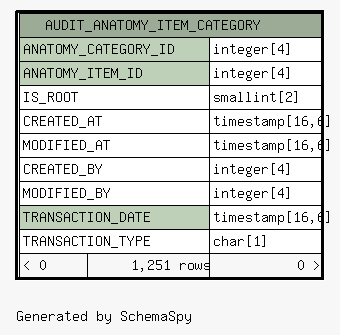 AUDIT_ANATOMY_ITEM_CATEGORY
ANATOMY_CATEGORY_ID integer[4]
ANATOMY_ITEM_ID integer[4]
IS_ROOT smallint[2]
CREATED_AT timestamp[16,6]
MODIFIED_AT timestamp[16,6]
CREATED_BY integer[4]
MODIFIED_BY integer[4]
TRANSACTION_DATE timestamp[16,6]
TRANSACTION_TYPE char[1]
< 0 1,251 rows 0 >
Generated by SchemaSpy